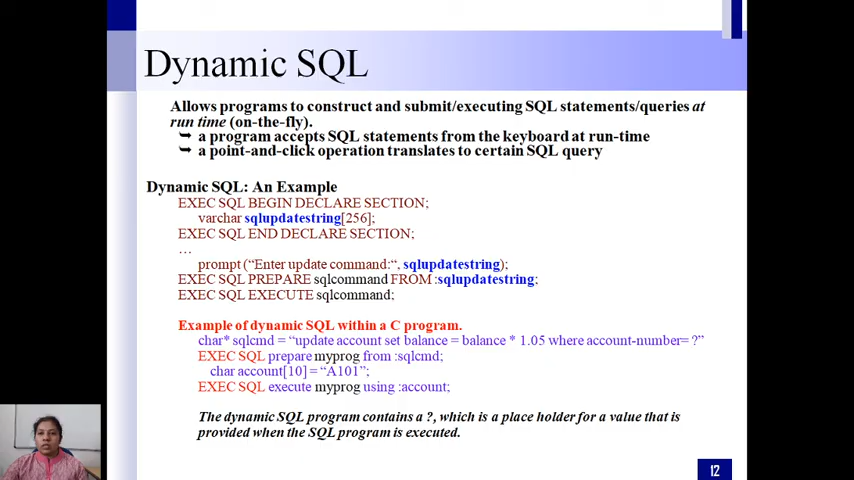 Dynamic SQL
Allows programs to construct and submit/executing SQL statements/queries at
run time (on-the-fly).
➥ a program accepts SQL statements from the keyboard at run-time
➥ a point-and-click operation translates to certain SQL query
Dynamic SQL: An Example
EXEC SQL BEGIN DECLARE SECTION;
varchar sqlupdatestring[256];
EXEC SQL END DECLARE SECTION;
…
prompt (“Enter update command:“, sqlupdatestring);
EXEC SQL PREPARE sqlcommand FROM :sqlupdatestring;
EXEC SQL EXECUTE sqlcommand;
Example of dynamic SQL within a C program.
char* sqlcmd = “update account set balance = balance * 1.05 where account-number= ?”
EXEC SQL prepare myprog from :sqlcmd;
char account[10] = “A101”;
EXEC SQL execute myprog using :account;
The dynamic SQL program contains a ?, which is a place holder for a value that is
provided when the SQL program is executed.
12